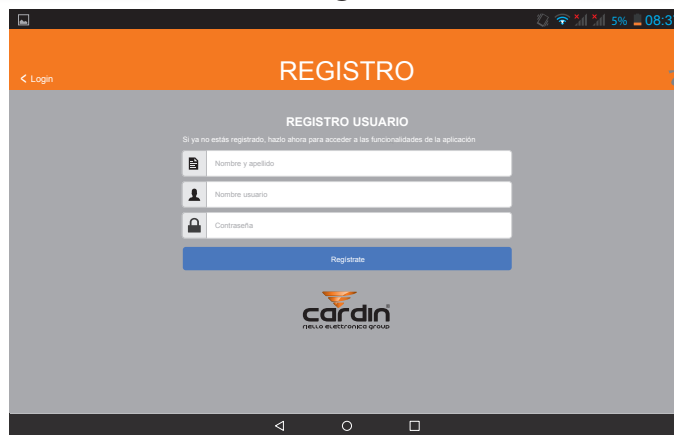 5% 08:3
< Login
REGISTRO
REGISTRO USUARIO
Si ya no estás registrado, hazlo ahora para acceder a las funcionalidades de la aplicación
Nombre y apellido
Nombre usuario
Contraseña
Regístrate
cardin
nello elettronica group